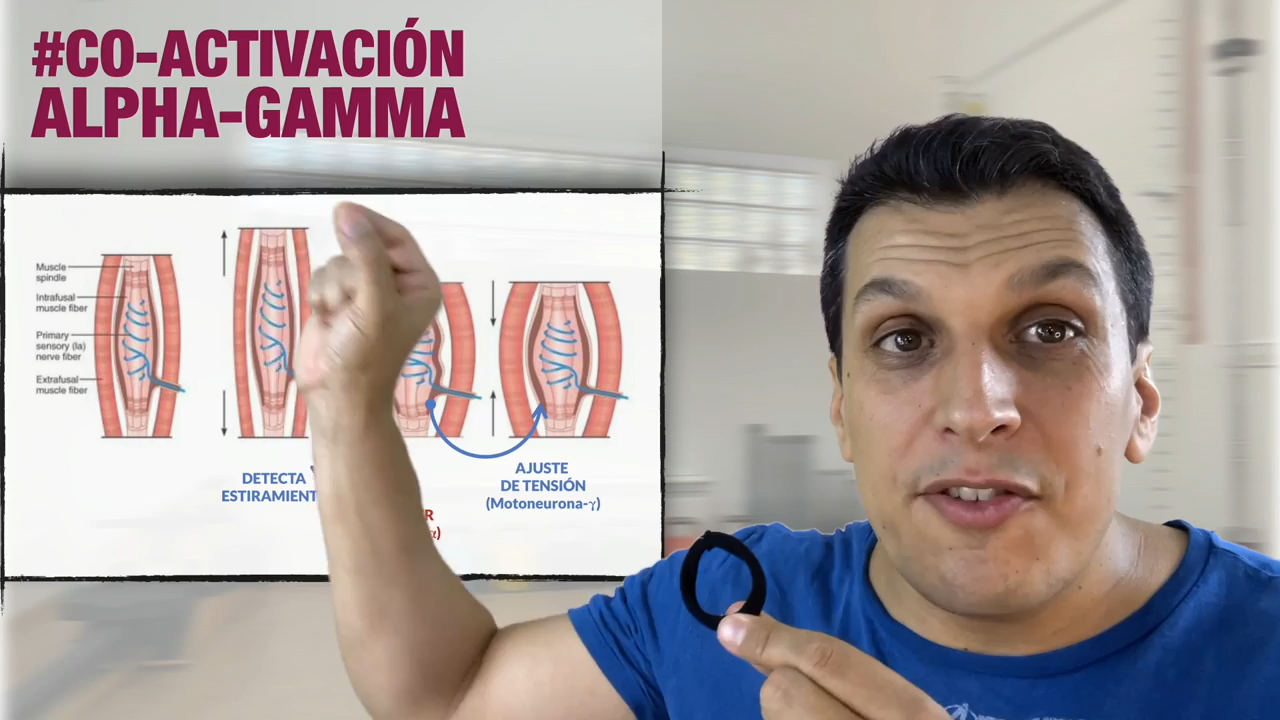 #CO-ACTIVACIÓN
ALPHA-GAMMA
Muscle
spindle
Intrafusal
muscle fiber
Primary
sensory (Ia)
nerve fiber
Extrafusal
muscle fiber
DETECTA
ESTIRAMIENT
AJUSTE
DE TENSIÓN
(Motoneurona-γ)